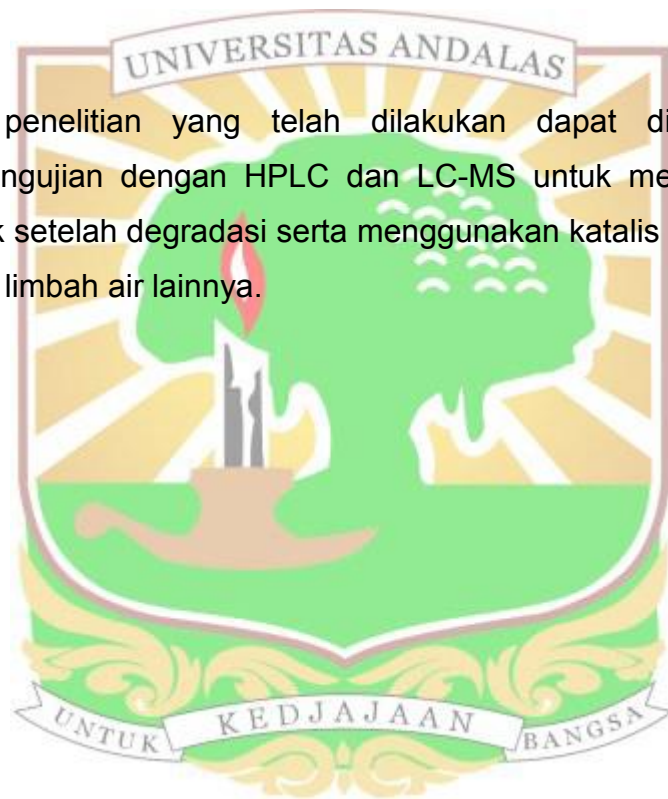 UNIVERSITAS ANDALAS
penelitian yang telah dilakukan dapat di
ngujian dengan HPLC dan LC-MS untuk me
k setelah degradasi serta menggunakan katalis
limbah air lainnya.
UNTUK KEDJAJAAN BANGSA